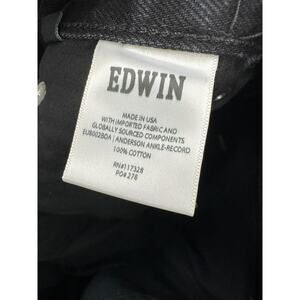 EDWIN
MADE IN USA
WITH IMPORTED FABRIC AND
GLOBALLY SOURCED COMPONENTS
EU8002BOA | ANDERSON ANKLE-RECORD
100% COTTON
RN#117328
PO#278